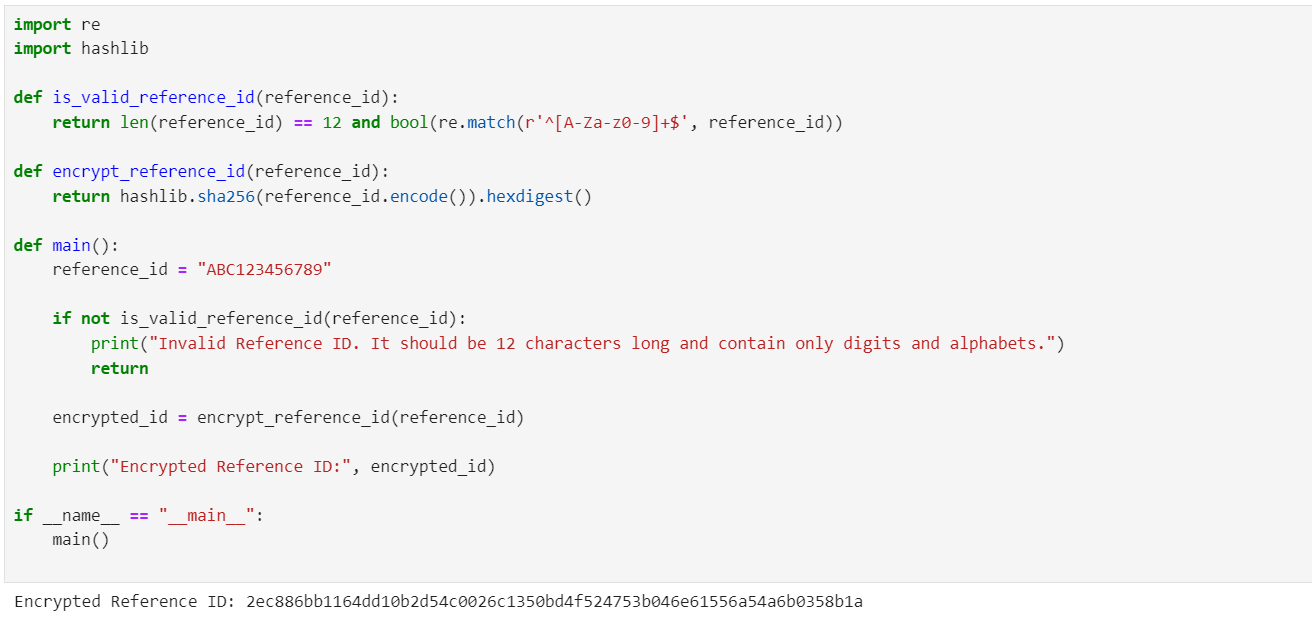 import re
import hashlib

def is_valid_reference_id(reference_id):
    return len(reference_id) == 12 and bool(re.match(r'^[A-Za-z0-9]+$', reference_id))

def encrypt_reference_id(reference_id):
    return hashlib.sha256(reference_id.encode()).hexdigest()

def main():
    reference_id = "ABC123456789"

    if not is_valid_reference_id(reference_id):
        print("Invalid Reference ID. It should be 12 characters long and contain only digits and alphabets.")
        return

    encrypted_id = encrypt_reference_id(reference_id)

    print("Encrypted Reference ID:", encrypted_id)

if __name__ == "__main__":
    main()

Encrypted Reference ID: 2ec886bb1164dd10b2d54c0026c1350bd4f524753b046e61556a54a6b0358b1a